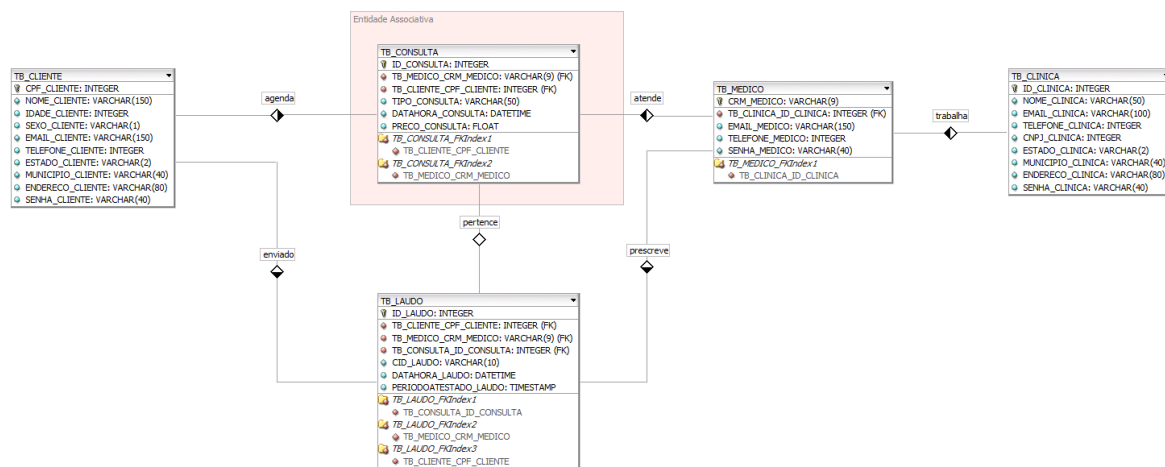 Entidade Associativa
TB_CONSULTA
ID_CONSULTA: INTEGER
TB_MEDICO_CRM_MEDICO: VARCHAR(9) (FK)
TB_CLIENTE_CPF_CLIENTE: INTEGER (FK)
TIPO_CONSULTA: VARCHAR(50)
DATAHORA_CONSULTA: DATETIME
PRECO_CONSULTA: FLOAT
TB_CONSULTA_FKIndex1
TB_CLIENTE_CPF_CLIENTE
TB_CONSULTA_FKIndex2
TB_MEDICO_CRM_MEDICO
TB_CLIENTE
CPF_CLIENTE: INTEGER
NOME_CLIENTE: VARCHAR(150)
IDADE_CLIENTE: INTEGER
SEXO_CLIENTE: VARCHAR(1)
EMAIL_CLIENTE: VARCHAR(150)
TELEFONE_CLIENTE: INTEGER
ESTADO_CLIENTE: VARCHAR(2)
MUNICIPIO_CLIENTE: VARCHAR(40)
ENDERECO_CLIENTE: VARCHAR(80)
SENHA_CLIENTE: VARCHAR(40)
agenda
atende
TB_MEDICO
CRM_MEDICO: VARCHAR(9)
TB_CLINICA_ID_CLINICA: INTEGER (FK)
EMAIL_MEDICO: VARCHAR(150)
TELEFONE_MEDICO: INTEGER
SENHA_MEDICO: VARCHAR(40)
TB_MEDICO_FKIndex1
TB_CLINICA_ID_CLINICA
trabalha
TB_CLINICA
ID_CLINICA: INTEGER
NOME_CLINICA: VARCHAR(50)
EMAIL_CLINICA: VARCHAR(100)
TELEFONE_CLINICA: INTEGER
CNPJ_CLINICA: INTEGER
ESTADO_CLINICA: VARCHAR(2)
MUNICIPIO_CLINICA: VARCHAR(40)
ENDERECO_CLINICA: VARCHAR(80)
SENHA_CLINICA: VARCHAR(40)
pertence
enviado
prescreve
TB_LAUDO
ID_LAUDO: INTEGER
TB_CLIENTE_CPF_CLIENTE: INTEGER (FK)
TB_MEDICO_CRM_MEDICO: VARCHAR(9) (FK)
TB_CONSULTA_ID_CONSULTA: INTEGER (FK)
CID_LAUDO: VARCHAR(10)
DATAHORA_LAUDO: DATETIME
PERIODOATESTADO_LAUDO: TIMESTAMP
TB_LAUDO_FKIndex1
TB_CONSULTA_ID_CONSULTA
TB_LAUDO_FKIndex2
TB_MEDICO_CRM_MEDICO
TB_LAUDO_FKIndex3
TB_CLIENTE_CPF_CLIENTE